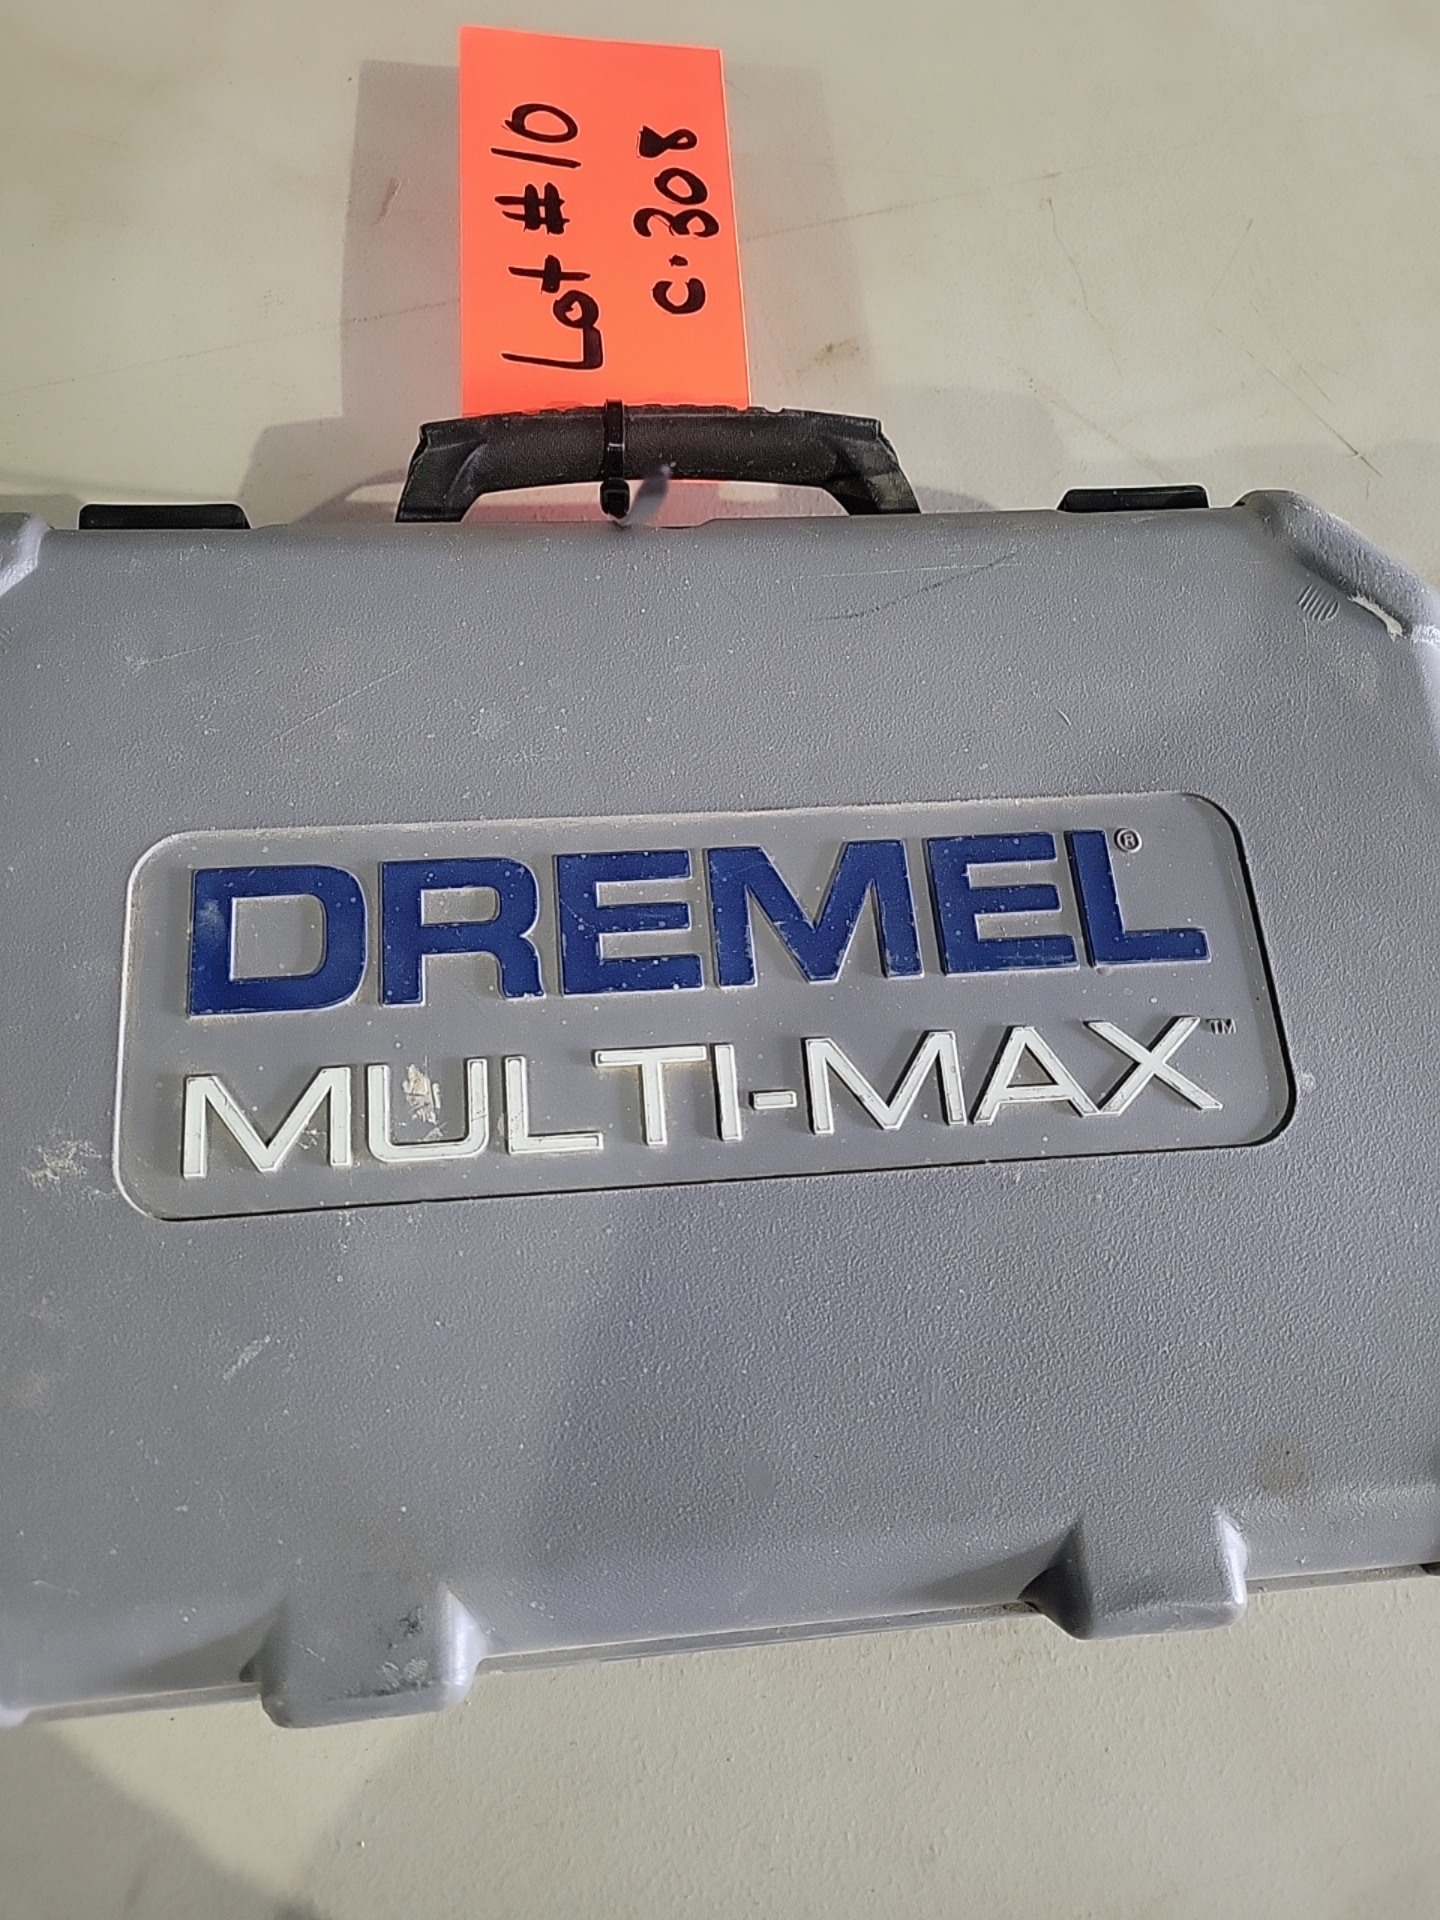 Lot #10
C.308
DREMEL®
MULTI-MAX™